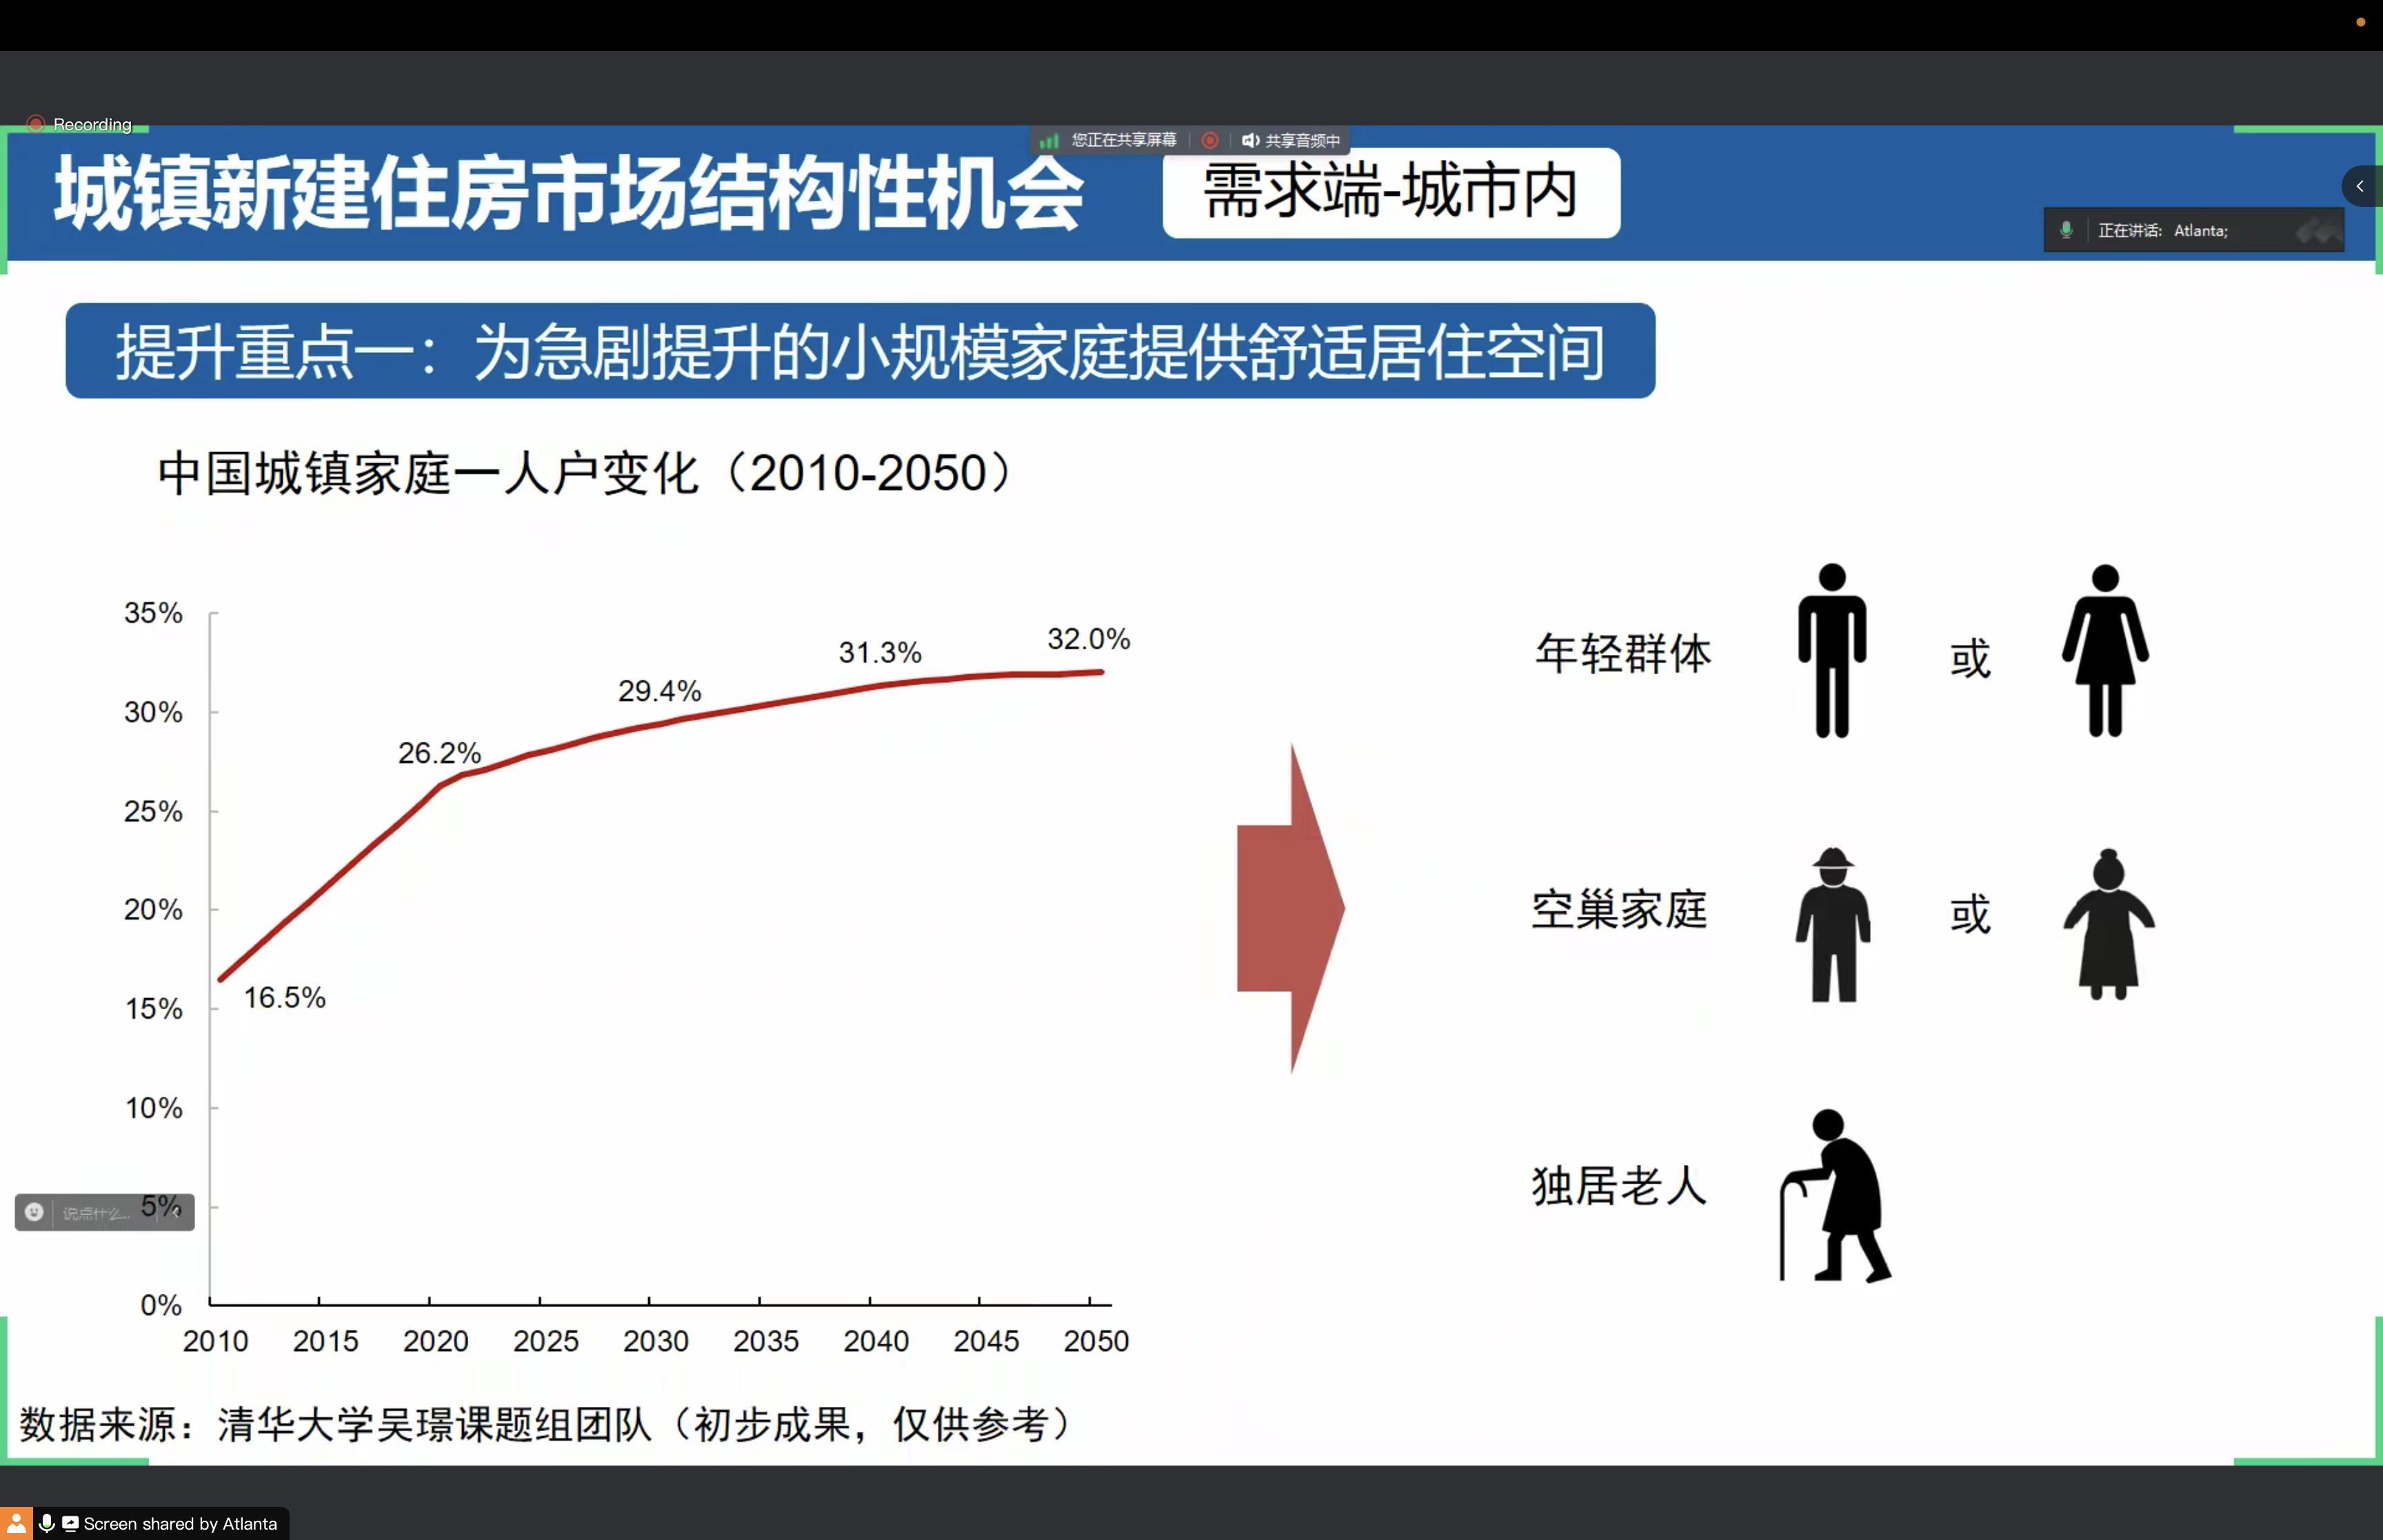 Recording
您正在共享屏幕 共享音频中
城镇新建住房市场结构性机会 需求端-城市内
正在讲话: Atlanta;
提升重点一：为急剧提升的小规模家庭提供舒适居住空间
中国城镇家庭一人户变化（2010-2050）
35%
30%
25%
20%
15%
10%
5%
0%
16.5%
26.2%
29.4%
31.3%
32.0%
2010 2015 2020 2025 2030 2035 2040 2045 2050
年轻群体 或
空巢家庭 或
独居老人
说点什么...
数据来源：清华大学吴璟课题组团队（初步成果，仅供参考）
Screen shared by Atlanta